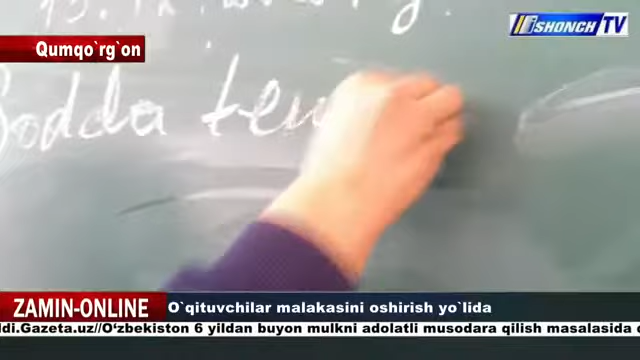 ISHONCH TV
Qumqo`rg`on
Sodda
ZAMIN-ONLINE
O`qituvchilar malakasini oshirish yo`lida
di.Gazeta.uz//O‘zbekiston 6 yildan buyon mulkni adolatli musodara qilish masalasida